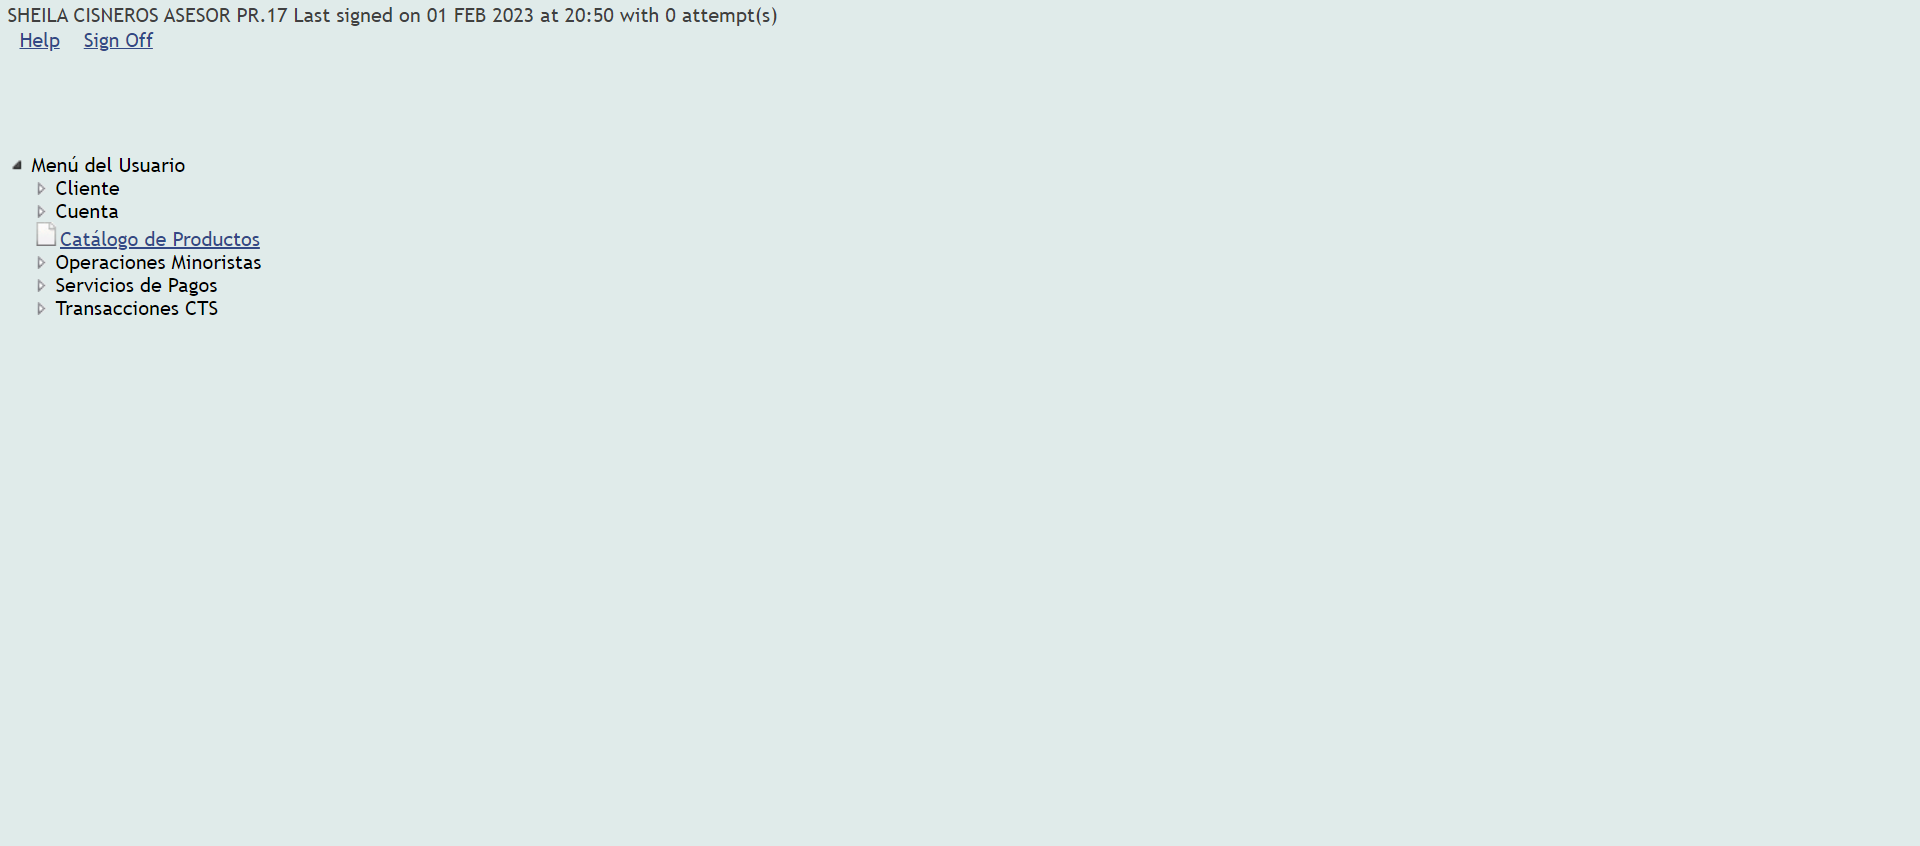 SHEILA CISNEROS ASESOR PR.17 Last signed on 01 FEB 2023 at 20:50 with 0 attempt(s)
Help Sign Off
Menú del Usuario
Cliente
Cuenta
Catálogo de Productos
Operaciones Minoristas
Servicios de Pagos
Transacciones CTS